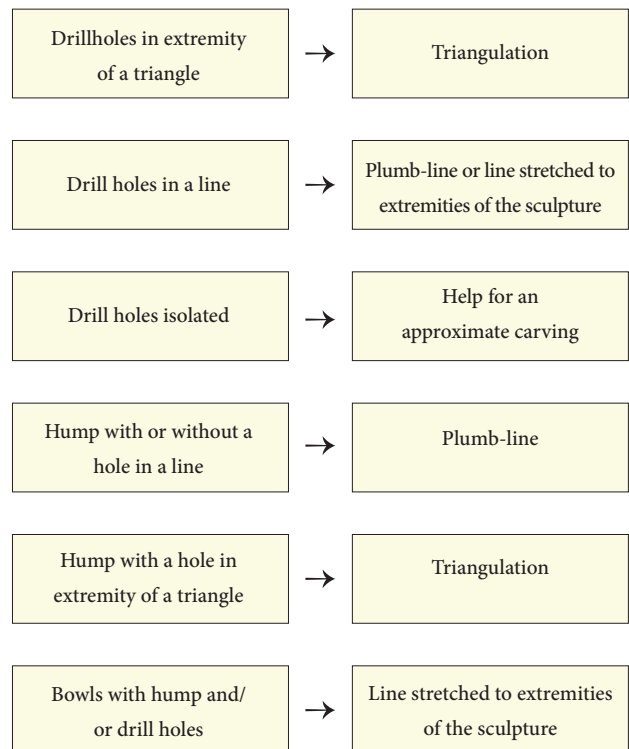 Drillholes in extremity
of a triangle
Triangulation
Drill holes in a line
Plumb-line or line stretched to
extremities of the sculpture
Drill holes isolated
Help for an
approximate carving
Hump with or without a
hole in a line
Plumb-line
Hump with a hole in
extremity of a triangle
Triangulation
Bowls with hump and/
or drill holes
Line stretched to extremities
of the sculpture